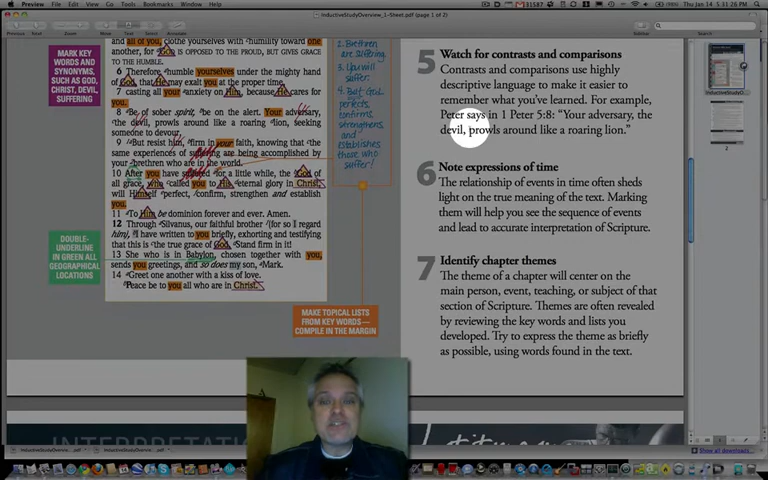 Preview File Edit View Go Tools Bookmarks Window Help
Thu Jan 14 5.31 26 PM
InductiveStudyOverview_1-Sheet.pdf (page 1 of 2)
and all of you, clothe yourselves with humility toward one
another, for God IS OPPOSED TO THE PROUD, BUT GIVES GRACE
TO THE HUMBLE.
6 Therefore, humble yourselves under the mighty hand
of God, that He may exalt you at the proper time,
7 casting all your anxiety on Him, because He cares for
you.
8 Be of sober spirit, be on the alert. Your adversary,
the devil, prowls around like a roaring lion, seeking
someone to devour.
9 But resist him, firm in your faith, knowing that the
same experiences of suffering are being accomplished by
your brethren who are in the world.
10 After you have suffered for a little while, the God of
all grace, who called you to His eternal glory in Christ,
will Himself perfect, confirm, strengthen and establish
you.
11 To Him be dominion forever and ever. Amen.
12 Through Silvanus, our faithful brother (for so I regard
him), I have written to you briefly, exhorting and testifying
that this is the true grace of God. Stand firm in it!
13 She who is in Babylon, chosen together with you,
sends you greetings, and so does my son, Mark.
14 Greet one another with a kiss of love.
Peace be to you all who are in Christ.
MARK KEY
WORDS AND
SYNONYMS,
SUCH AS GOD,
CHRIST, DEVIL,
SUFFERING
DOUBLE-
UNDERLINE
IN GREEN ALL
GEOGRAPHICAL
LOCATIONS
2. Brethren
are suffering.
3. You will
suffer.
4. But God
perfects,
confirms,
strengthens,
and
establishes
those who
suffer!
MAKE TOPICAL LISTS
FROM KEY WORDS—
COMPILE IN THE MARGIN
5 Watch for contrasts and comparisons
Contrasts and comparisons use highly
descriptive language to make it easier to
remember what you've learned. For example,
Peter says in 1 Peter 5:8: “Your adversary, the
devil, prowls around like a roaring lion.”
6 Note expressions of time
The relationship of events in time often sheds
light on the true meaning of the text. Marking
them will help you see the sequence of events
and lead to accurate interpretation of Scripture.
7 Identify chapter themes
The theme of a chapter will center on the
main person, event, teaching, or subject of that
section of Scripture. Themes are often revealed
by reviewing the key words and lists you
developed. Try to express the theme as briefly
as possible, using words found in the text.
2
INTERPRETAT
Show all downloads...